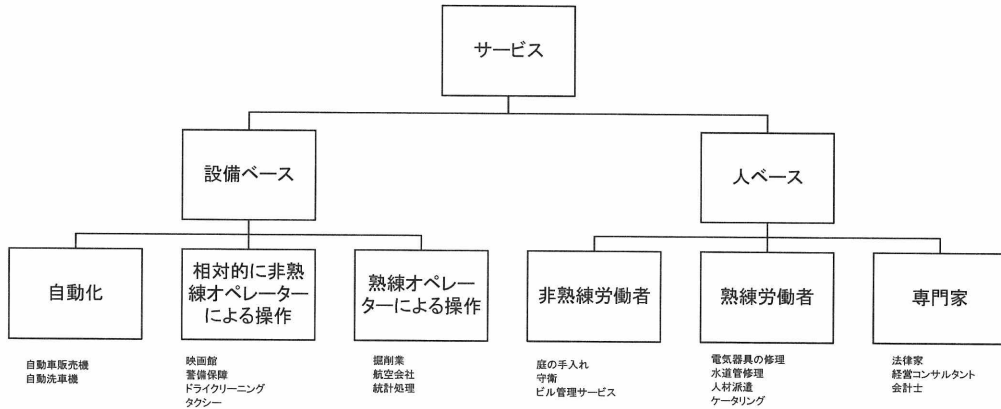 サービス
設備ベース
人ベース
自動化
相対的に非熟
練オペレーター
による操作
熟練オペレー
ターによる操作
非熟練労働者
熟練労働者
専門家
自動車販売機
自動洗車機
映画館
警備保障
ドライクリーニング
タクシー
掘削業
航空会社
統計処理
庭の手入れ
守衛
ビル管理サービス
電気器具の修理
水道管修理
人材派遣
ケータリング
法律家
経営コンサルタント
会計士